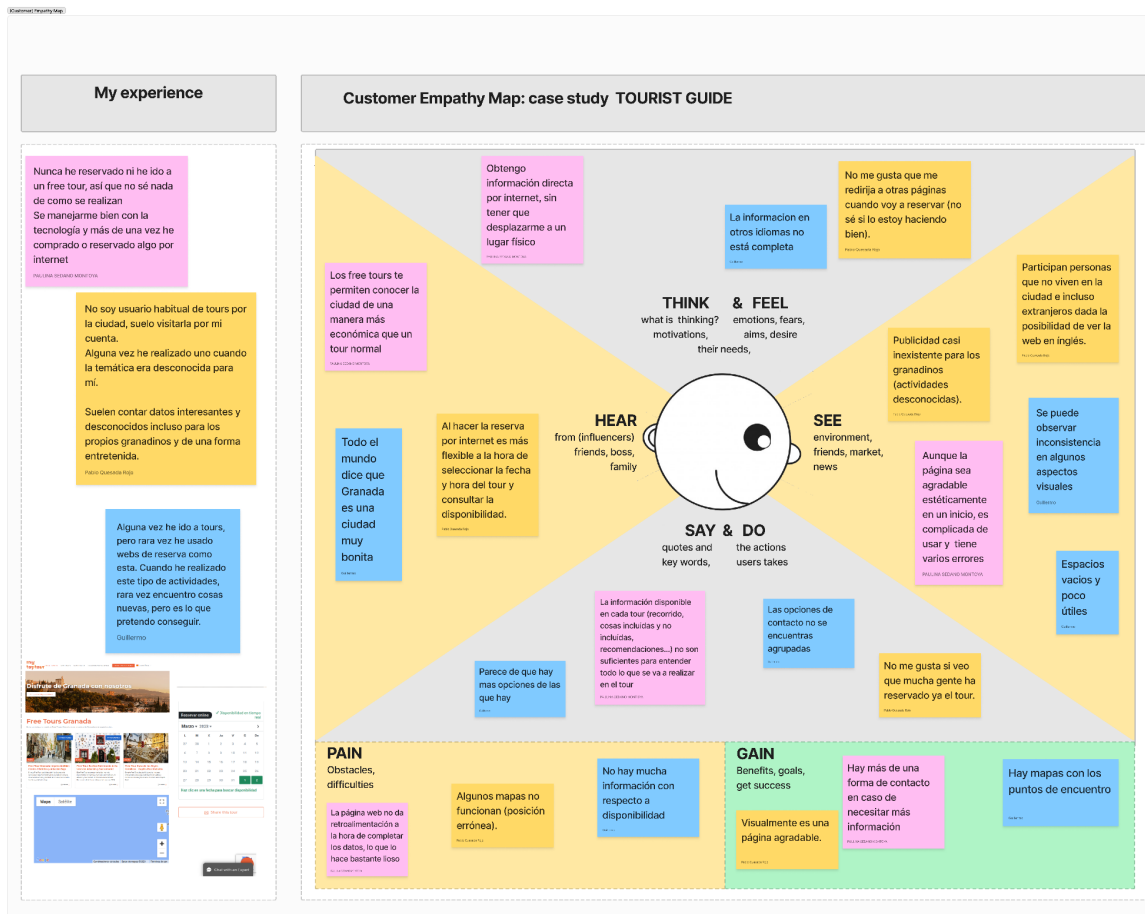 (Customer) Empathy Map
My experience
Customer Empathy Map: case study TOURIST GUIDE
Nunca he reservado ni he ido a
un free tour, así que no sé nada
de como se realizan
Se manejarme bien con la
tecnología y más de una vez he
comprado o reservado algo por
internet
PAULINA SEDANO MONTOYA
No soy usuario habitual de tours por
la ciudad, suelo visitarla por mi
cuenta.
Alguna vez he realizado uno cuando
la temática era desconocida para
mí.
Suelen contar datos interesantes y
desconocidos incluso para los
propios granadinos y de una forma
entretenida.
Pablo Quesada Rojo
Alguna vez he ido a tours,
pero rara vez he usado
webs de reserva como
esta. Cuando he realizado
este tipo de actividades,
rara vez encuentro cosas
nuevas, pero es lo que
pretendo conseguir.
Guillermo
Disfrute de Granada con nosotros
Free Tours Granada
Reservar online
Disponibilidad en tiempo
real
Marzo
2023
L M X J V S D
Mapa
Satélite
Obtengo
información directa
por internet, sin
tener que
desplazarme a un
lugar físico
La informacion en
otros idiomas no
está completa
Guillermo
No me gusta que me
redirija a otras páginas
cuando voy a reservar (no
sé si lo estoy haciendo
bien).
Los free tours te
permiten conocer la
ciudad de una
manera más
económica que un
tour normal
THINK & FEEL
what is thinking? emotions, fears,
motivations, aims, desire
their needs,
Participan personas
que no viven en la
ciudad e incluso
extranjeros dada la
posibilidad de ver la
web en inglés.
Publicidad casi
inexistente para los
granadinos
(actividades
desconocidas).
Todo el
mundo
dice que
Granada
es una
ciudad
muy
bonita
Guillermo
Al hacer la reserva
por internet es más
flexible a la hora de
seleccionar la fecha
y hora del tour y
consultar la
disponibilidad.
HEAR
from (influencers)
friends, boss,
family
SEE
environment,
friends, market,
news
Se puede
observar
inconsistencia
en algunos
aspectos
visuales
Guillermo
Aunque la
página sea
agradable
estéticamente
en un inicio, es
complicada de
usar y tiene
varios errores
PAULINA SEDANO MONTOYA
Espacios
vacios y
poco
útiles
Guillermo
SAY & DO
quotes and the actions
key words, users takes
La información disponible
en cada tour (recorrido,
cosas incluidas y no
incluidas,
recomendaciones...) no son
suficientes para entender
todo lo que se va a realizar
en el tour
Las opciones de
contacto no se
encuentras
agrupadas
Parece de que hay
mas opciones de las
que hay
No me gusta si veo
que mucha gente ha
reservado ya el tour.
PAIN
Obstacles,
difficulties
La página web no da
retroalimentación a
la hora de completar
los datos, lo que lo
hace bastante lioso
Algunos mapas no
funcionan (posición
errónea).
No hay mucha
información con
respecto a
disponibilidad
GAIN
Benefits, goals,
get success
Visualmente es una
página agradable.
Hay más de una
forma de contacto
en caso de
necesitar más
información
Hay mapas con los
puntos de encuentro
Guillermo